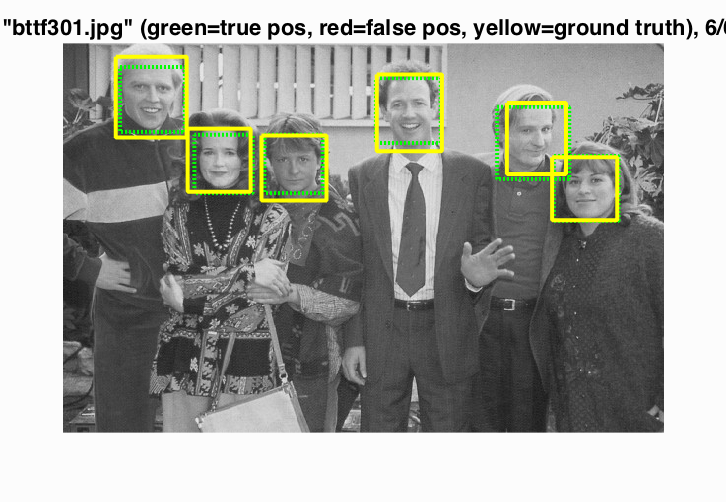 "bttf301.jpg" (green=true pos, red=false pos, yellow=ground truth), 6/